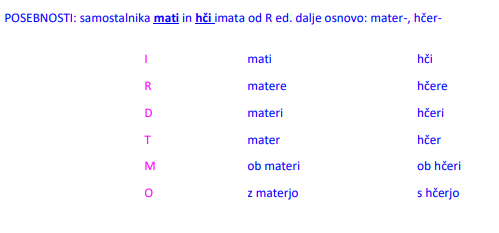 POSEBNOSTI: samostalnika mati in hči imata od R ed. dalje osnovo: mater-, hčer-
I mati hči
R matere hčere
D materi hčeri
T mater hčer
M ob materi ob hčeri
O z materjo s hčerjo